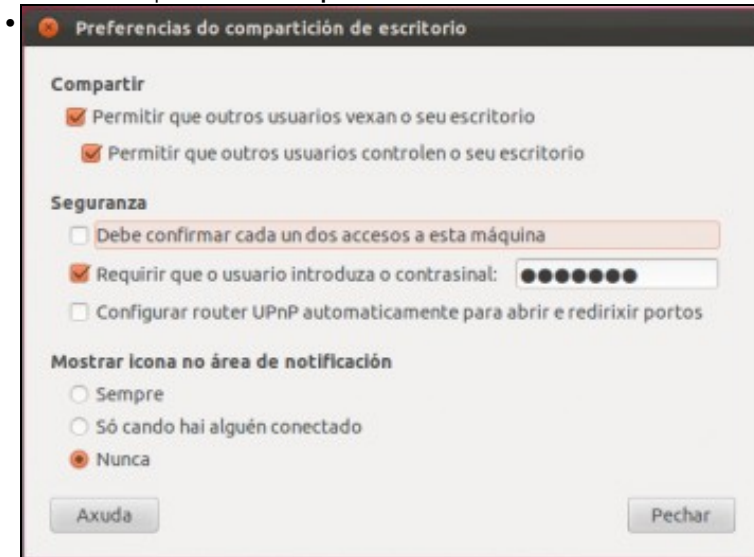 Preferencias do compartición de escritorio
Compartir
Permitir que outros usuarios vexan o seu escritorio
Permitir que outros usuarios controlen o seu escritorio
Seguranza
Debe confirmar cada un dos accesos a esta máquina
Requirir que o usuario introduza o contrasinal: ●●●●●●●
Configurar router UPnP automaticamente para abrir e redirixir portos
Mostrar icona no área de notificación
Sempre
Só cando hai alguén conectado
Nunca
Axuda Pechar